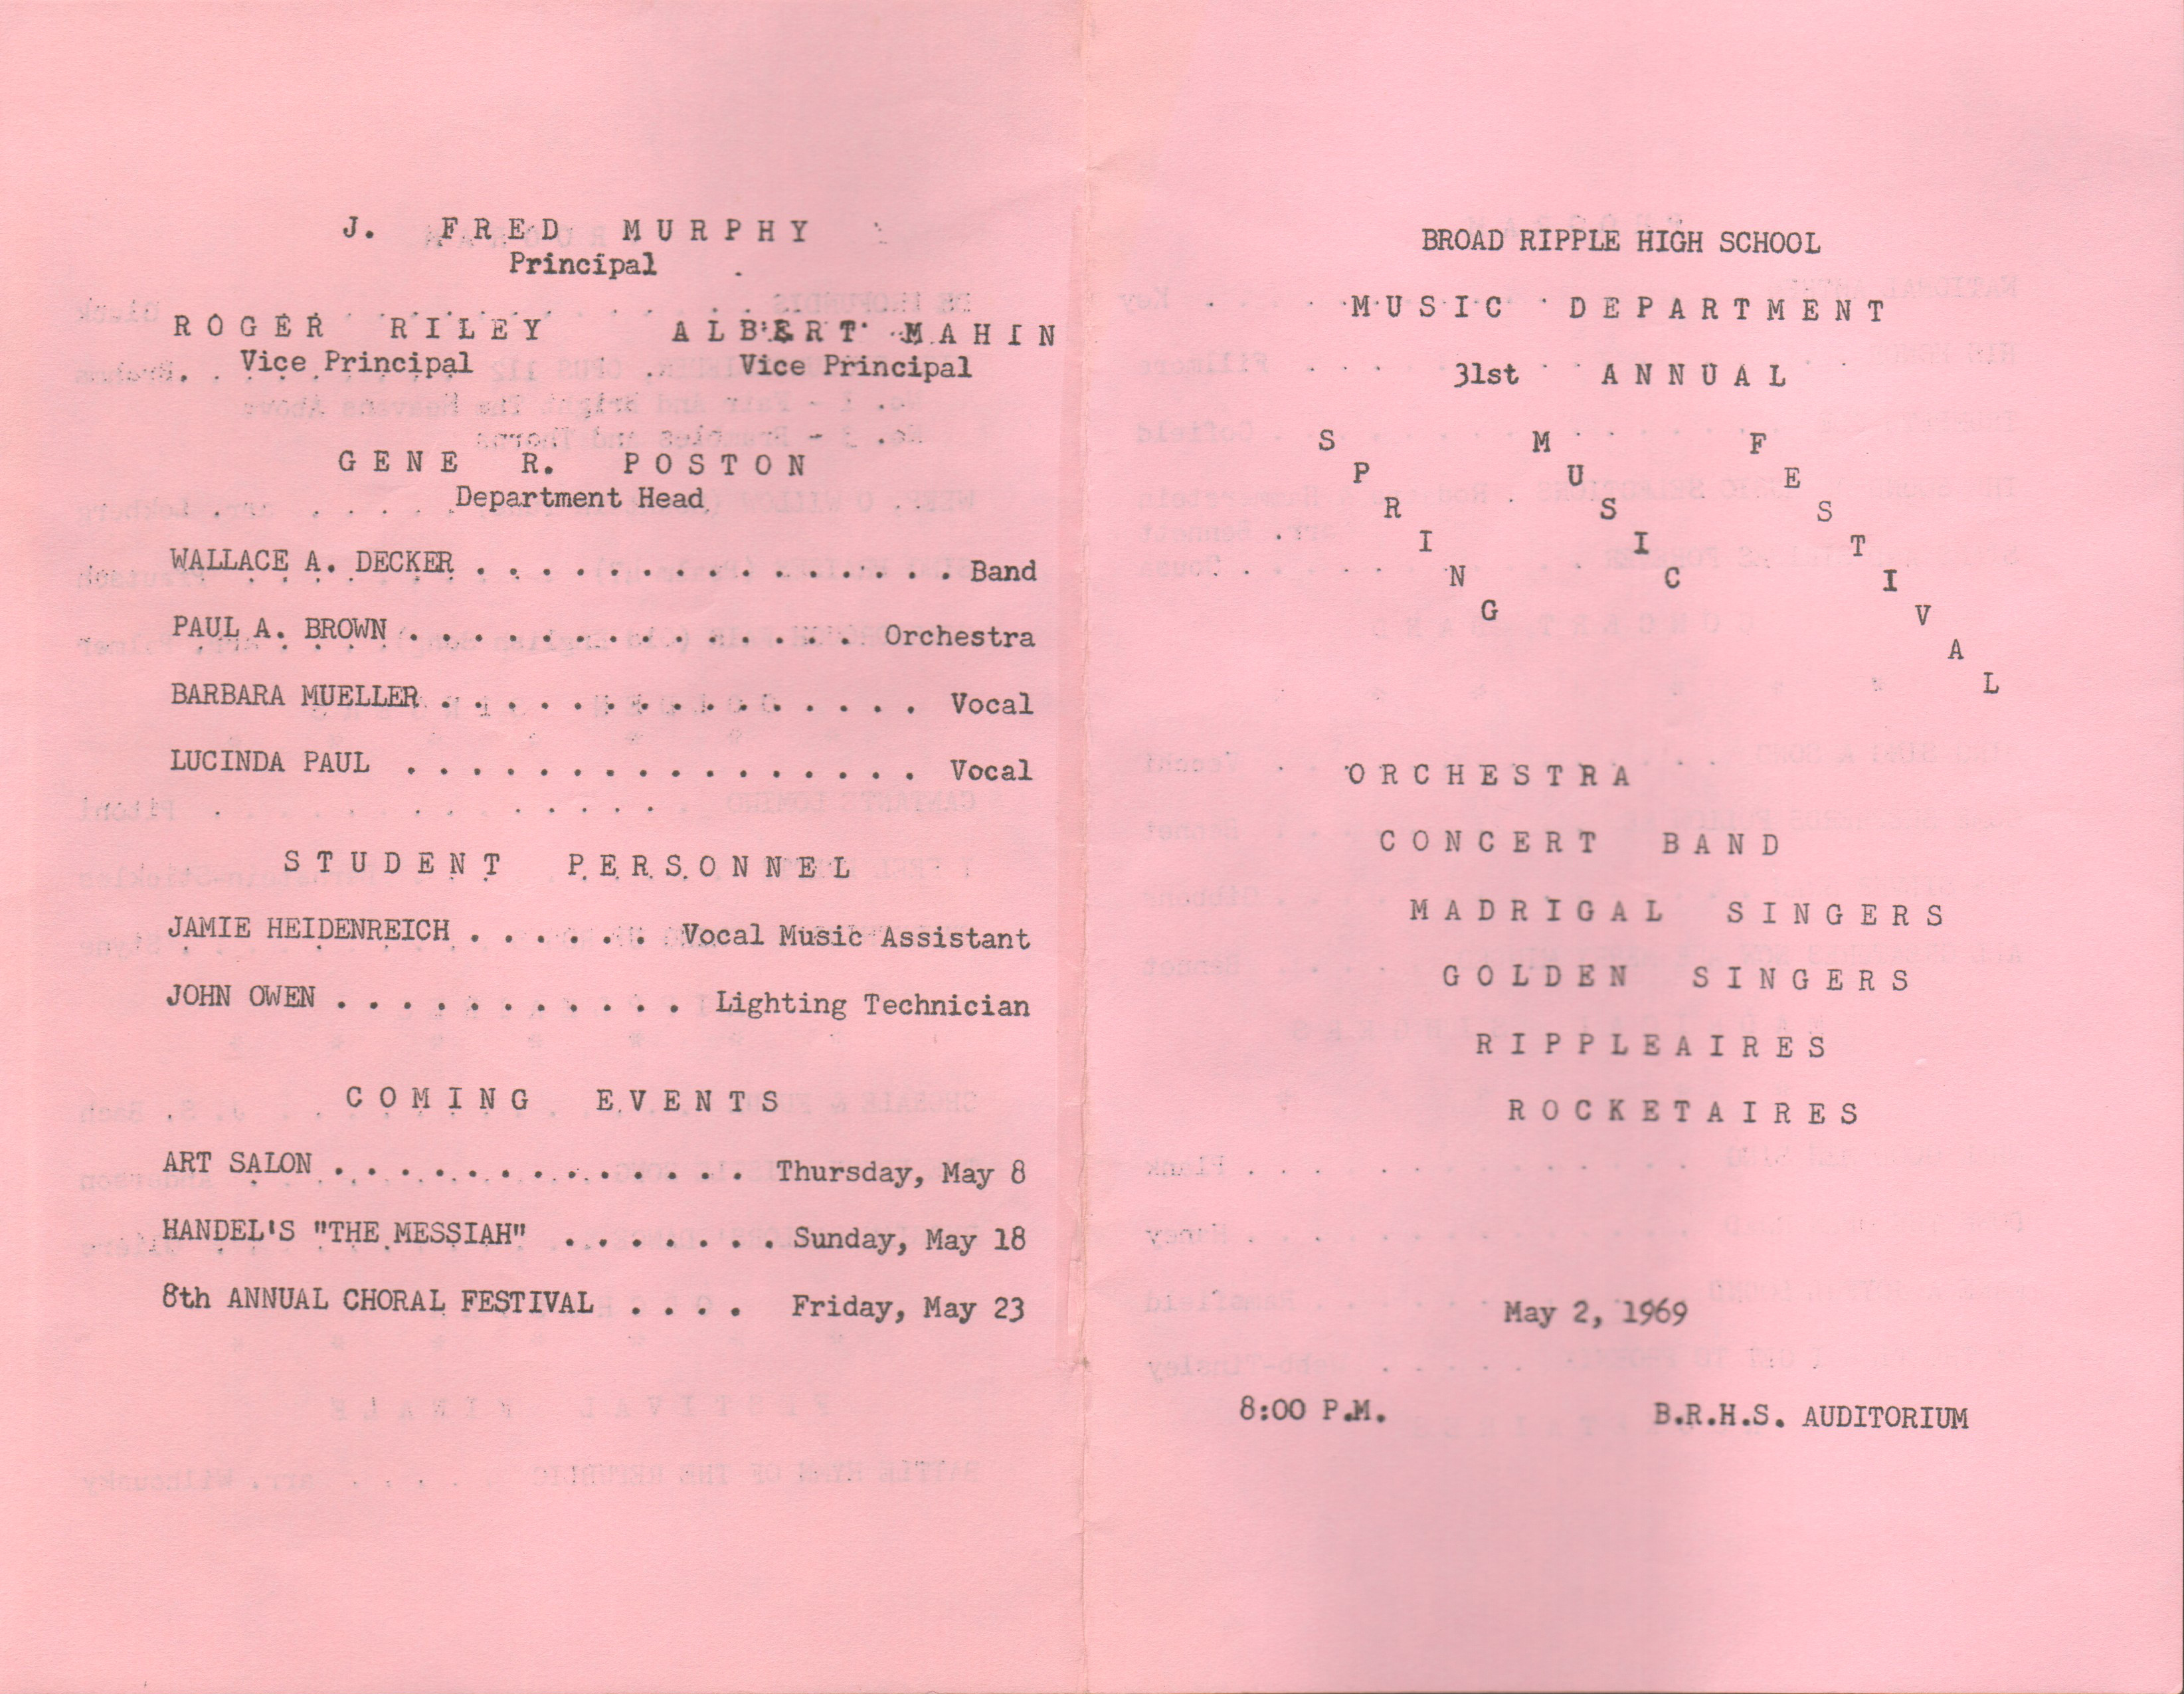 J. FRED MURPHY
Principal
ROGER RILEY ALBERT MAHIN
Vice Principal Vice Principal
GENE R. POSTON
Department Head
WALLACE A. DECKER . . . . . . . . . . . . . . . Band
PAUL A. BROWN . . . . . . . . . . . . . . Orchestra
BARBARA MUELLER . . . . . . . . . . . . . . . Vocal
LUCINDA PAUL . . . . . . . . . . . . . . . . Vocal
STUDENT PERSONNEL
JAMIE HEIDENREICH . . . . . . Vocal Music Assistant
JOHN OWEN . . . . . . . . . . . Lighting Technician
COMING EVENTS
ART SALON . . . . . . . . . . . . . Thursday, May 8
HANDEL'S "THE MESSIAH" . . . . . . . Sunday, May 18
8th ANNUAL CHORAL FESTIVAL . . . . Friday, May 23
BROAD RIPPLE HIGH SCHOOL
MUSIC DEPARTMENT
31st ANNUAL
SPRING MUSIC FESTIVAL
ORCHESTRA
CONCERT BAND
MADRIGAL SINGERS
GOLDEN SINGERS
RIPPLEAIRES
ROCKETAIRES
May 2, 1969
8:00 P.M. B.R.H.S. AUDITORIUM